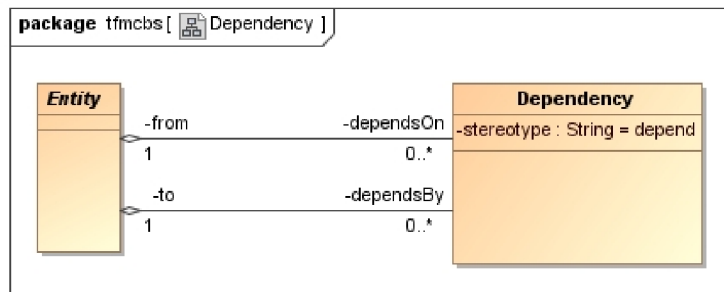 package tfmcbs [ Dependency ]
Entity
Dependency
-stereotype : String = depend
-from
-dependsOn
1
0..*
-to
-dependsBy
1
0..*